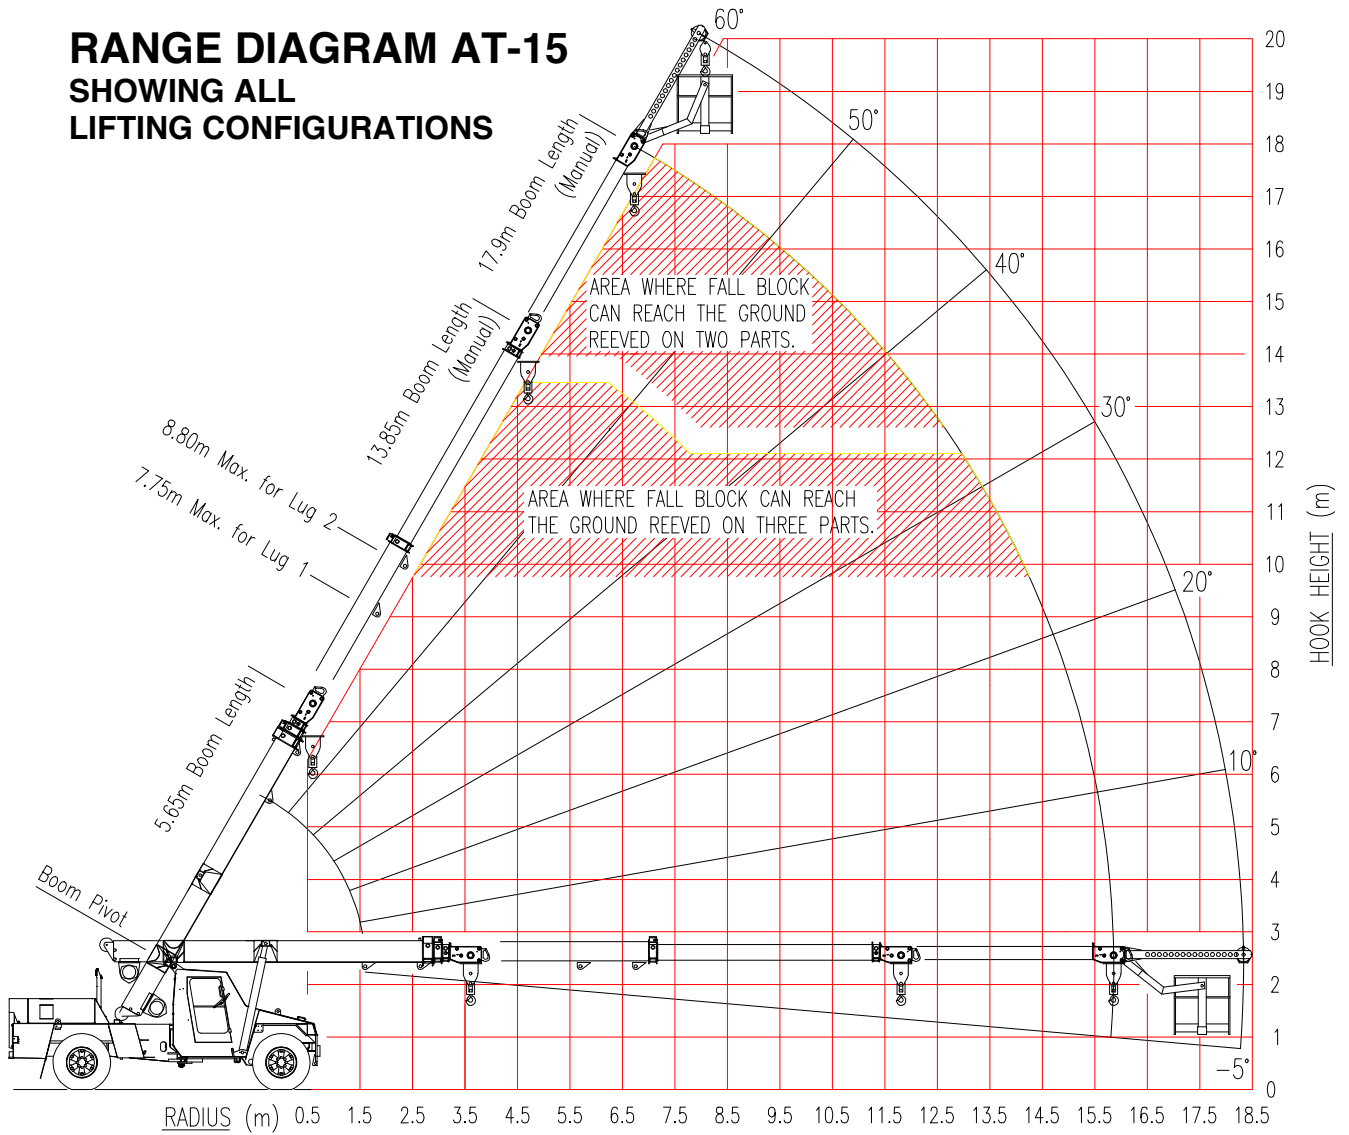 RANGE DIAGRAM AT-15
SHOWING ALL
LIFTING CONFIGURATIONS
60°
50°
40°
30°
20°
10°
-5°
17.9m Boom Length
(Manual)
13.85m Boom Length
(Manual)
8.80m Max. for Lug 2
7.75m Max. for Lug 1
5.65m Boom Length
Boom Pivot
AREA WHERE FALL BLOCK
CAN REACH THE GROUND
REEVED ON TWO PARTS.
AREA WHERE FALL BLOCK CAN REACH
THE GROUND REEVED ON THREE PARTS.
20
19
18
17
16
15
14
13
12
11
10
9
8
7
6
5
4
3
2
1
0
HOOK HEIGHT (m)
RADIUS (m) 0.5 1.5 2.5 3.5 4.5 5.5 6.5 7.5 8.5 9.5 10.5 11.5 12.5 13.5 14.5 15.5 16.5 17.5 18.5